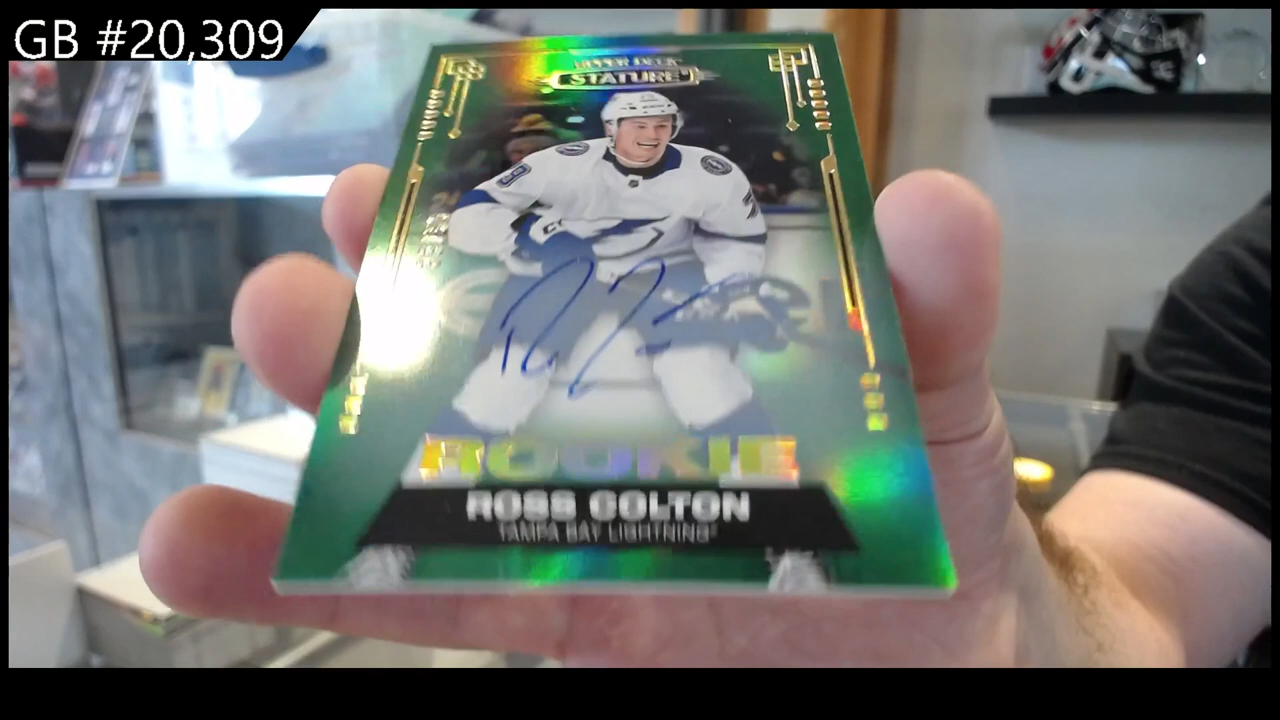 GB #20,309
UPPER DECK
STATURE
ROOKIE
ROSS COLTON
TAMPA BAY LIGHTNING